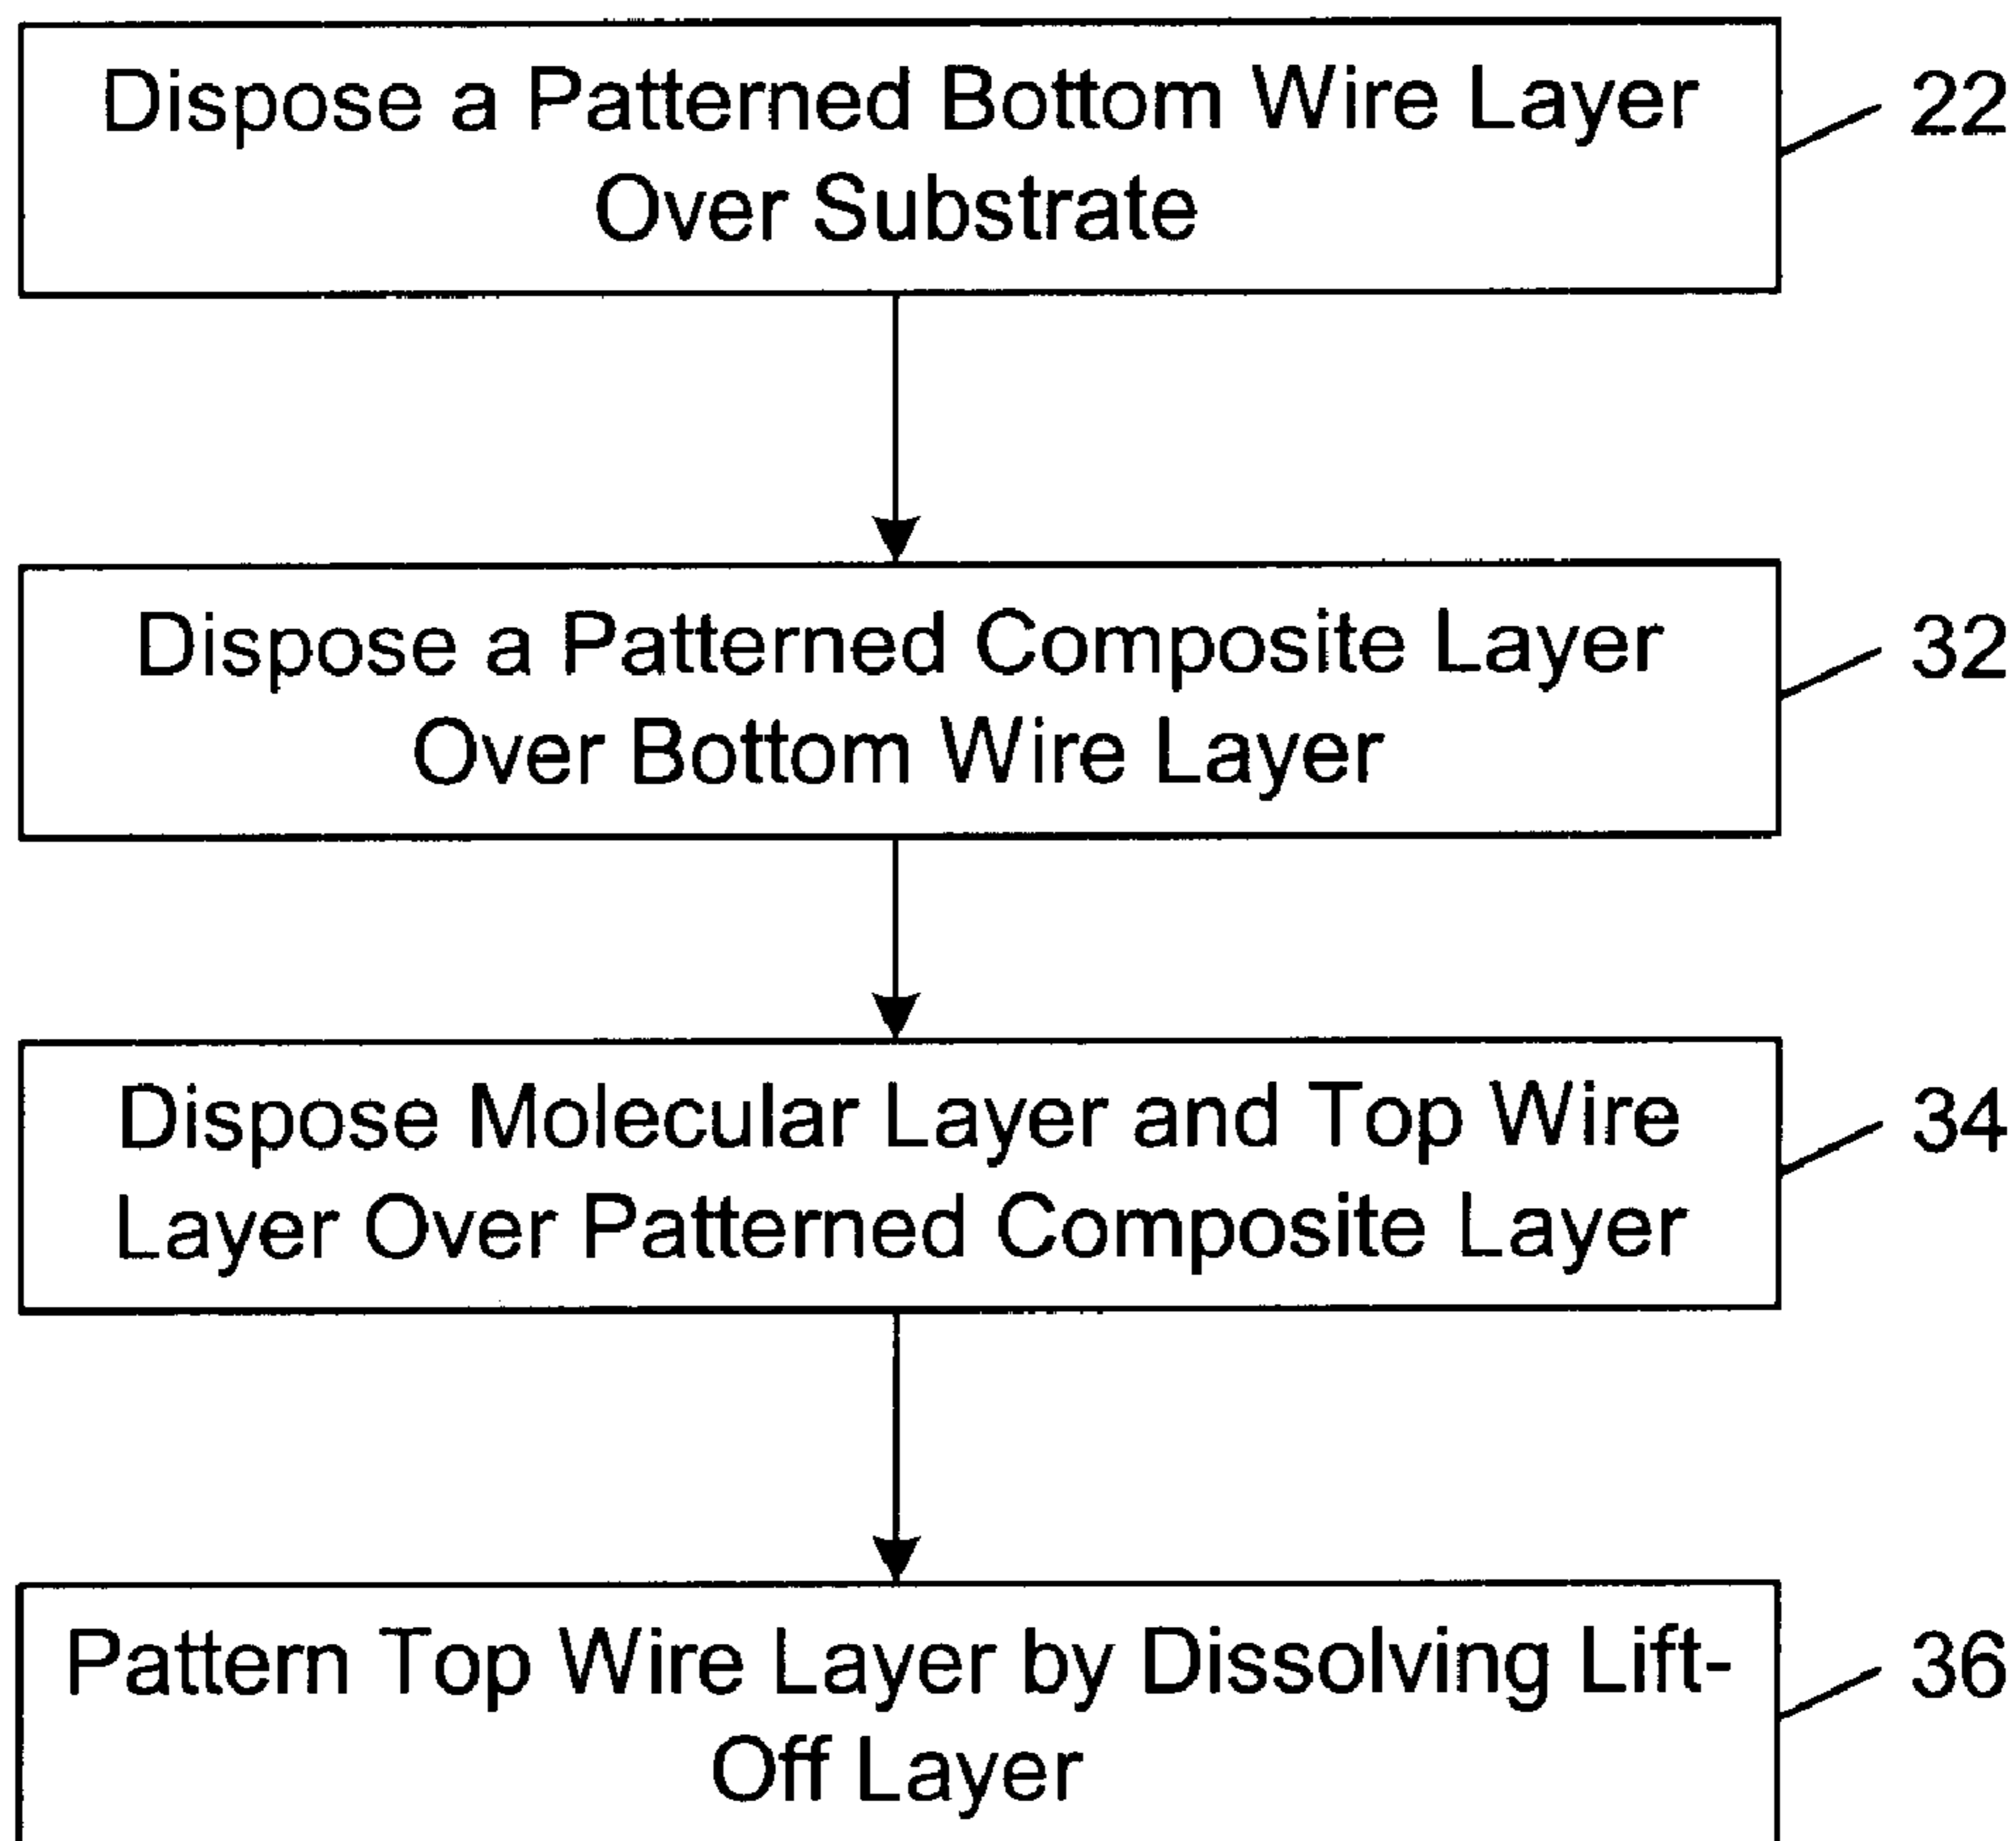 Dispose a Patterned Bottom Wire Layer
Over Substrate
22
Dispose a Patterned Composite Layer
Over Bottom Wire Layer
32
Dispose Molecular Layer and Top Wire
Layer Over Patterned Composite Layer
34
Pattern Top Wire Layer by Dissolving Lift-
Off Layer
36